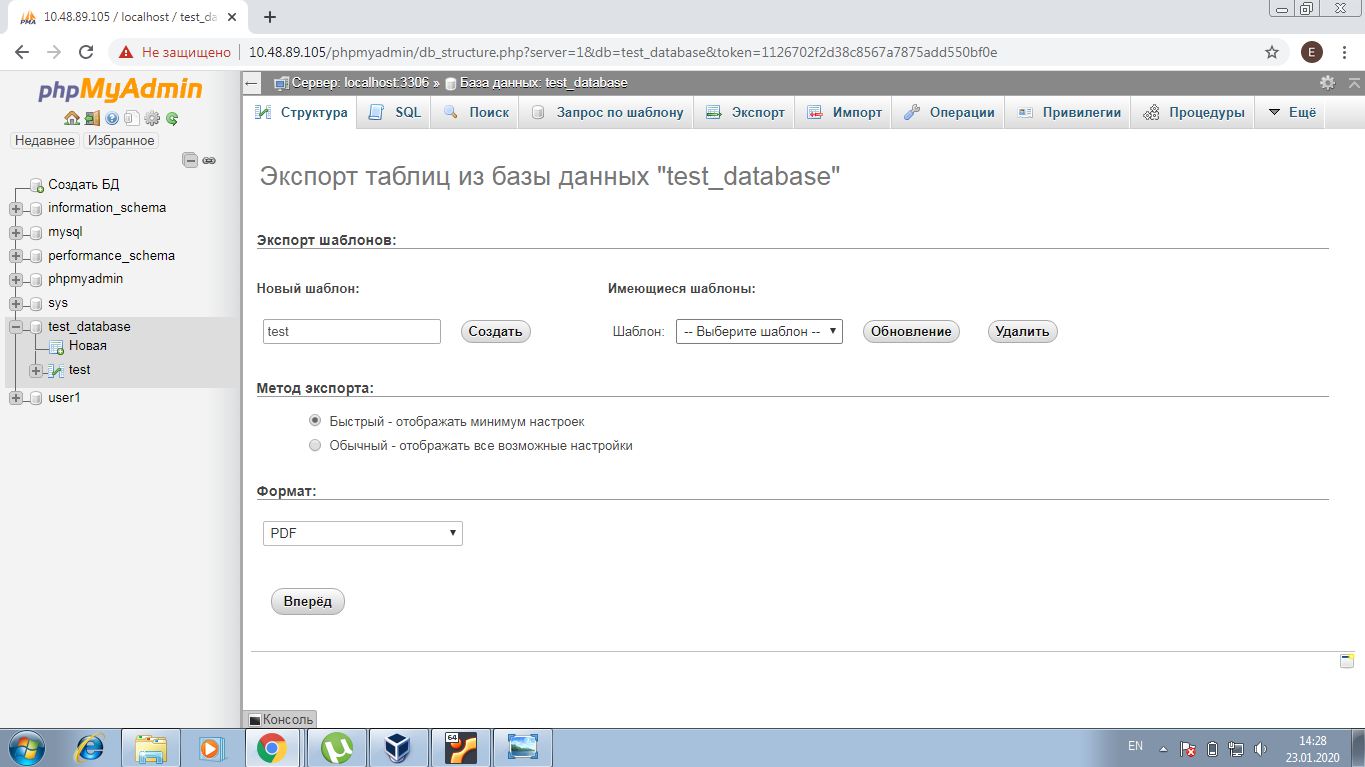 10.48.89.105 / localhost / test_da
Не защищено 10.48.89.105/phpmyadmin/db_structure.php?server=1&db=test_database&token=1126702f2d38c8567a7875add550bf0e
E
phpMyAdmin
Недавнее Избранное
Создать БД
information_schema
mysql
performance_schema
phpmyadmin
sys
test_database
Новая
test
user1
Сервер: localhost:3306 » База данных: test_database
Структура SQL Поиск Запрос по шаблону Экспорт Импорт Операции Привилегии Процедуры Ещё
Экспорт таблиц из базы данных "test_database"
Экспорт шаблонов:
Новый шаблон: Имеющиеся шаблоны:
test Создать Шаблон: -- Выберите шаблон -- Обновление Удалить
Метод экспорта:
Быстрый - отображать минимум настроек
Обычный - отображать все возможные настройки
Формат:
PDF
Вперёд
Консоль
64
EN 14:28
23.01.2020